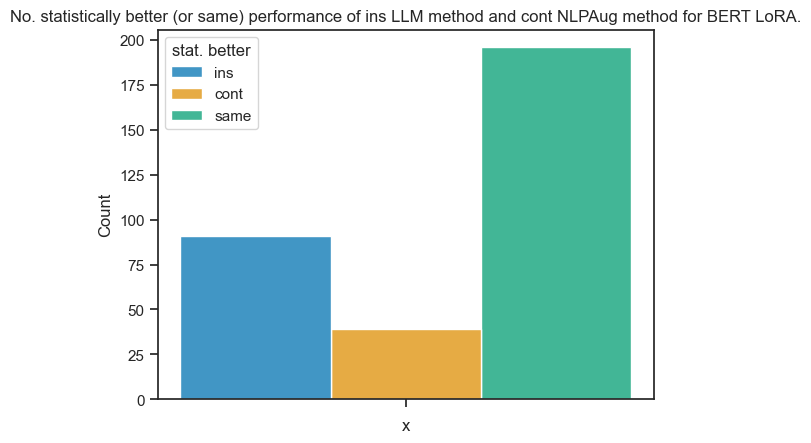 No. statistically better (or same) performance of ins LLM method and cont NLPAug method for BERT LoRA.
stat. better
ins
cont
same
200
175
150
125
100
75
50
25
0
Count
x